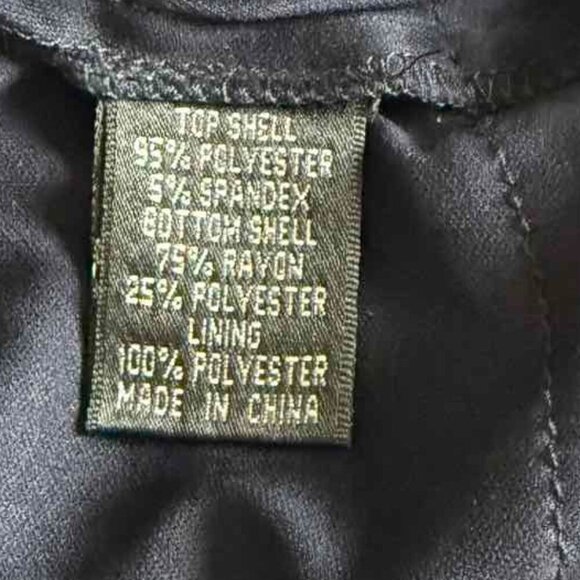 TOP SHELL
95% POLYESTER
5% SPANDEX
BOTTOM SHELL
75% RAYON
25% POLYESTER
LINING
100% POLYESTER
MADE IN CHINA